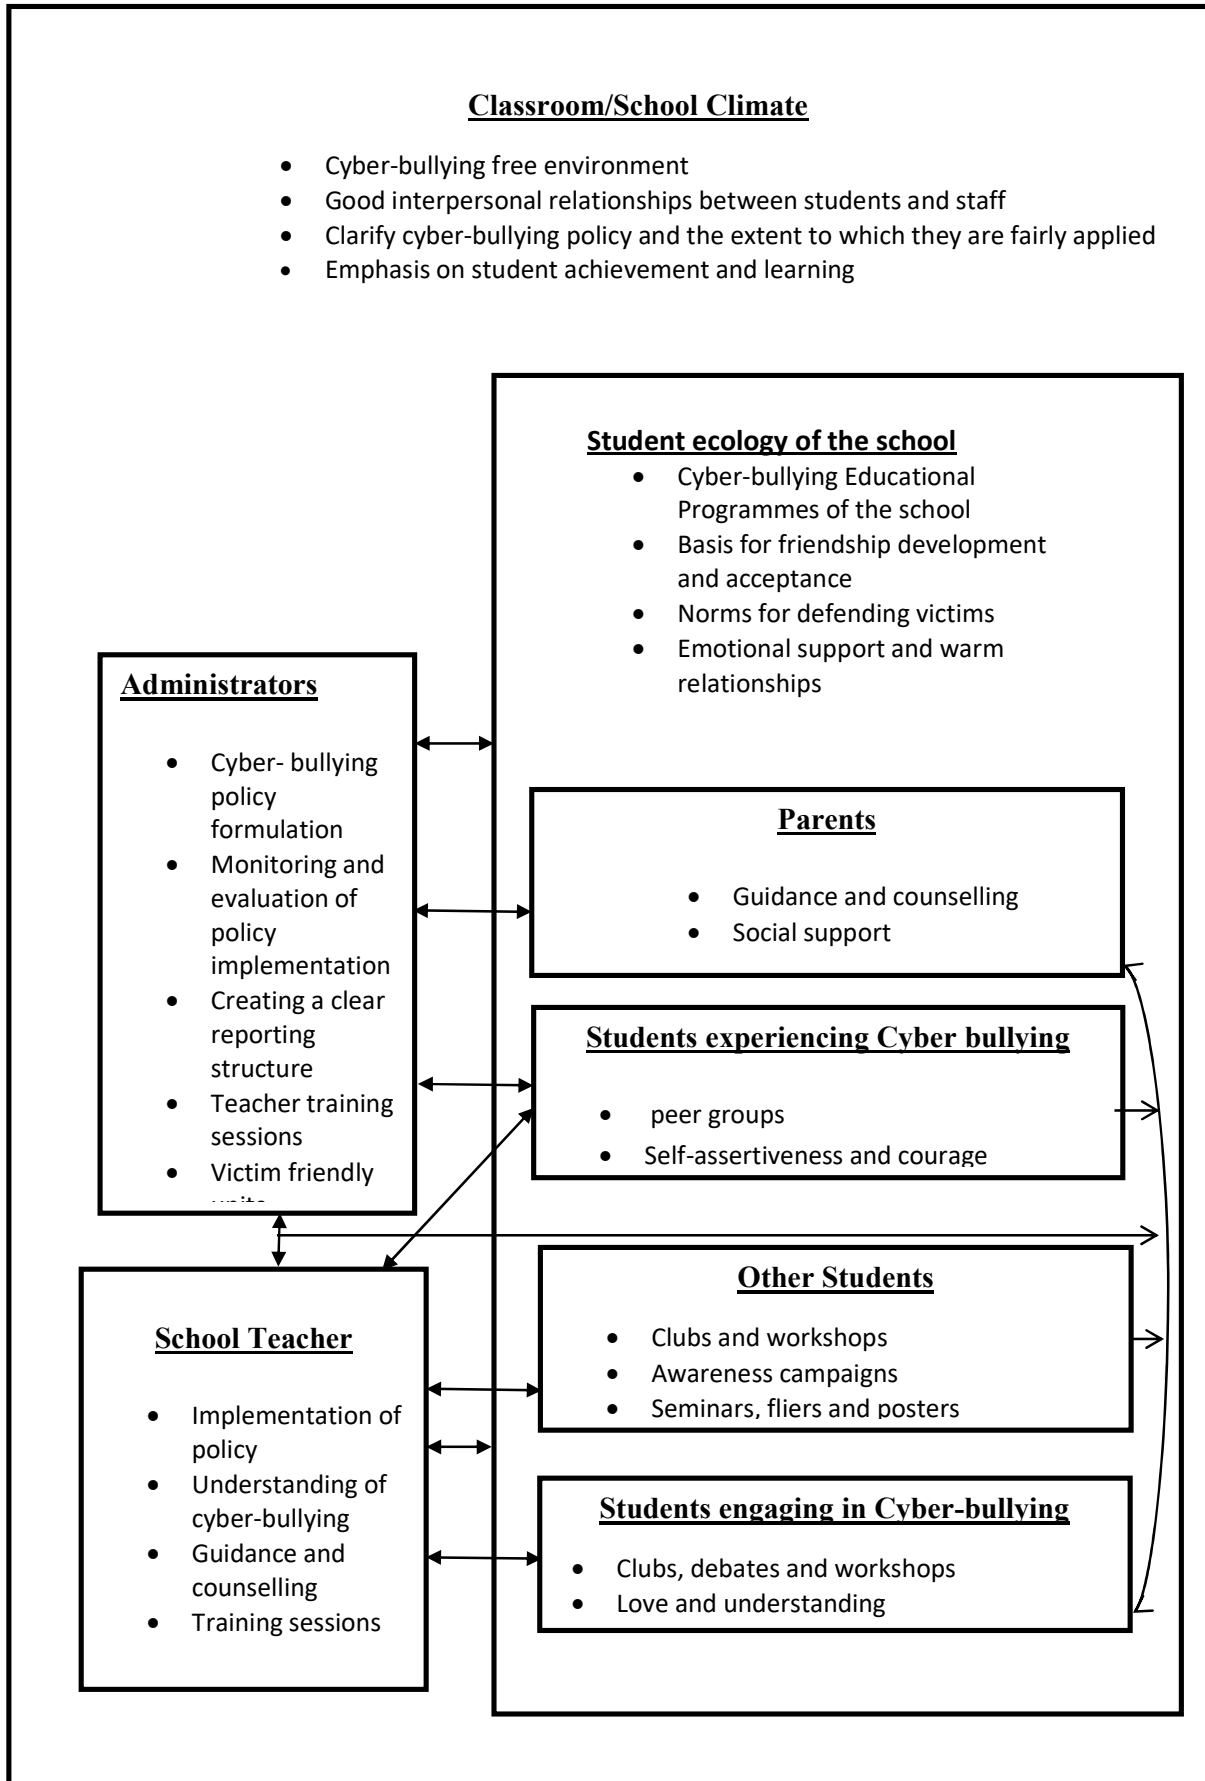 Classroom/School Climate
• Cyber-bullying free environment
• Good interpersonal relationships between students and staff
• Clarify cyber-bullying policy and the extent to which they are fairly applied
• Emphasis on student achievement and learning
Student ecology of the school
• Cyber-bullying Educational
Programmes of the school
• Basis for friendship development
and acceptance
• Norms for defending victims
• Emotional support and warm
relationships
Administrators
• Cyber- bullying
policy
formulation
• Monitoring and
evaluation of
policy
implementation
• Creating a clear
reporting
structure
• Teacher training
sessions
• Victim friendly
Parents
• Guidance and counselling
• Social support
Students experiencing Cyber bullying
• peer groups
• Self-assertiveness and courage
Other Students
• Clubs and workshops
• Awareness campaigns
• Seminars, fliers and posters
School Teacher
• Implementation of
policy
• Understanding of
cyber-bullying
• Guidance and
counselling
• Training sessions
Students engaging in Cyber-bullying
• Clubs, debates and workshops
• Love and understanding